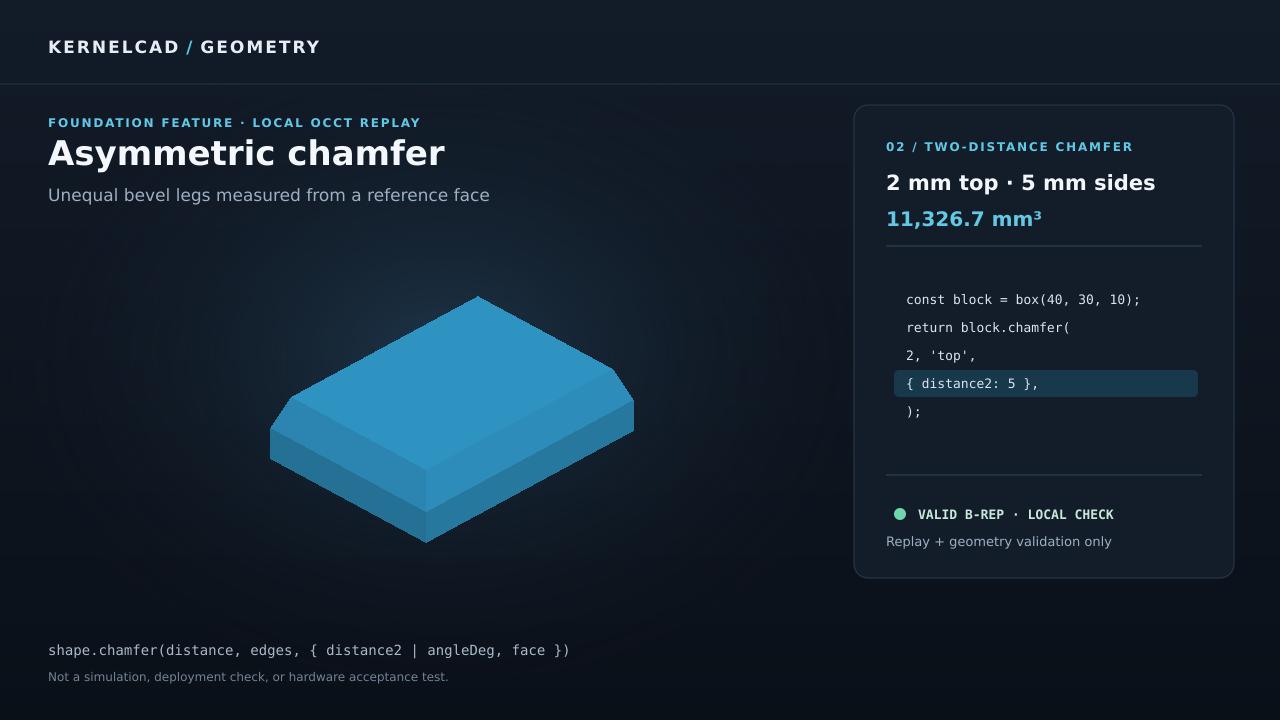 KERNELCAD / GEOMETRY
FOUNDATION FEATURE · LOCAL OCCT REPLAY
Asymmetric chamfer
Unequal bevel legs measured from a reference face
02 / TWO-DISTANCE CHAMFER
2 mm top · 5 mm sides
11,326.7 mm³
const block = box(40, 30, 10);
return block.chamfer(
2, 'top',
{ distance2: 5 },
);
VALID B-REP · LOCAL CHECK
Replay + geometry validation only
shape.chamfer(distance, edges, { distance2 | angleDeg, face })
Not a simulation, deployment check, or hardware acceptance test.